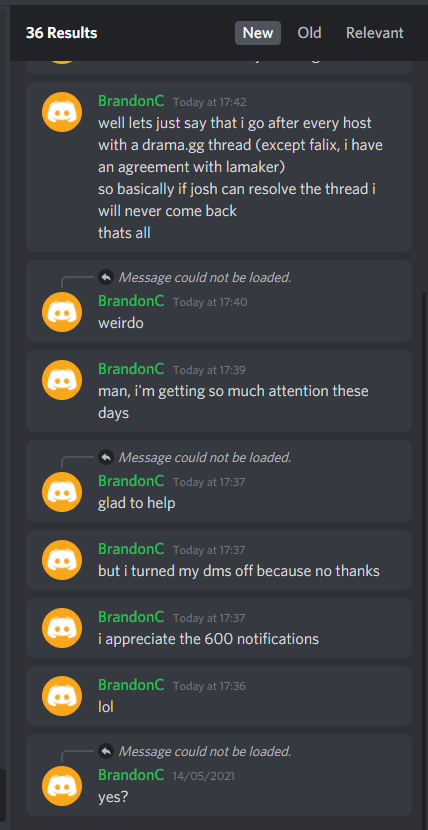 36 Results
New
Old
Relevant
BrandonC Today at 17:42
well lets just say that i go after every host
with a drama.gg thread (except falix, i have
an agreement with lamaker)
so basically if josh can resolve the thread i
will never come back
thats all
Message could not be loaded.
BrandonC Today at 17:40
weirdo
BrandonC Today at 17:39
man, i'm getting so much attention these
days
Message could not be loaded.
BrandonC Today at 17:37
glad to help
BrandonC Today at 17:37
but i turned my dms off because no thanks
BrandonC Today at 17:37
i appreciate the 600 notifications
BrandonC Today at 17:36
lol
Message could not be loaded.
BrandonC 14/05/2021
yes?